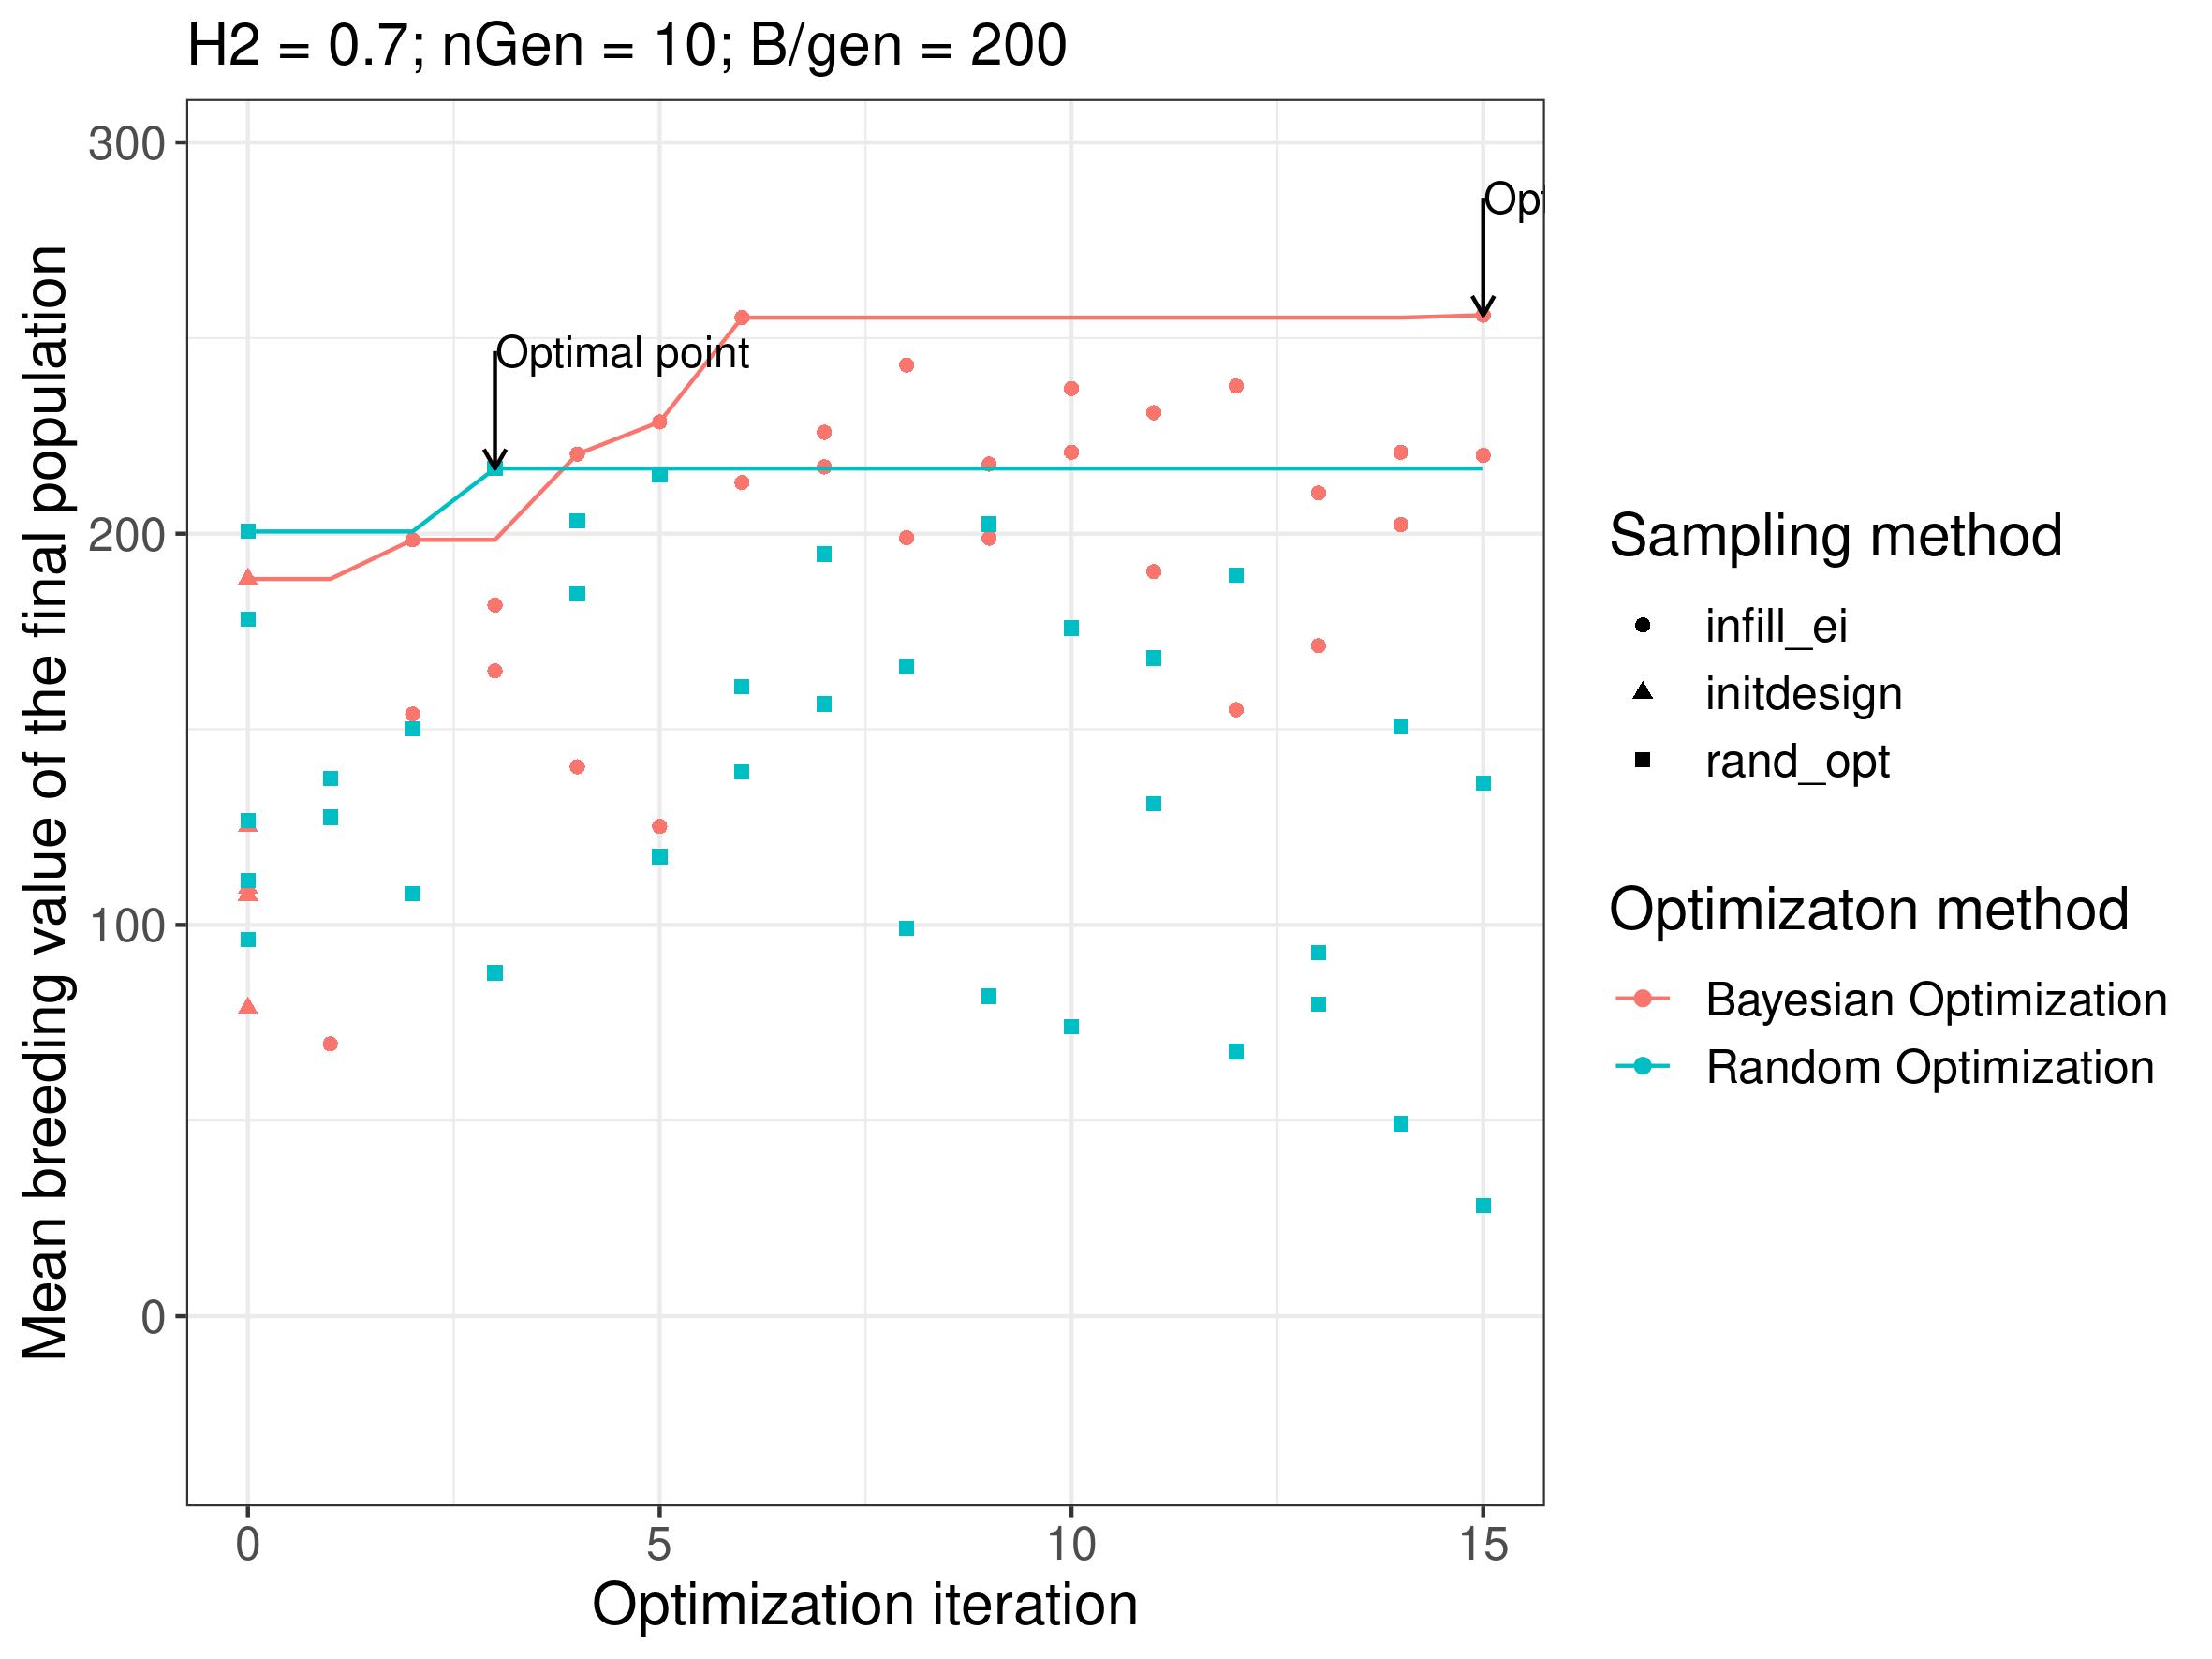 H2 = 0.7; nGen = 10; B/gen = 200
Mean breeding value of the final population
300
200
100
0
Optimal point
Opt
0
5
10
15
Optimization iteration
Sampling method
infill_ei
initdesign
rand_opt
Optimizaton method
Bayesian Optimization
Random Optimization